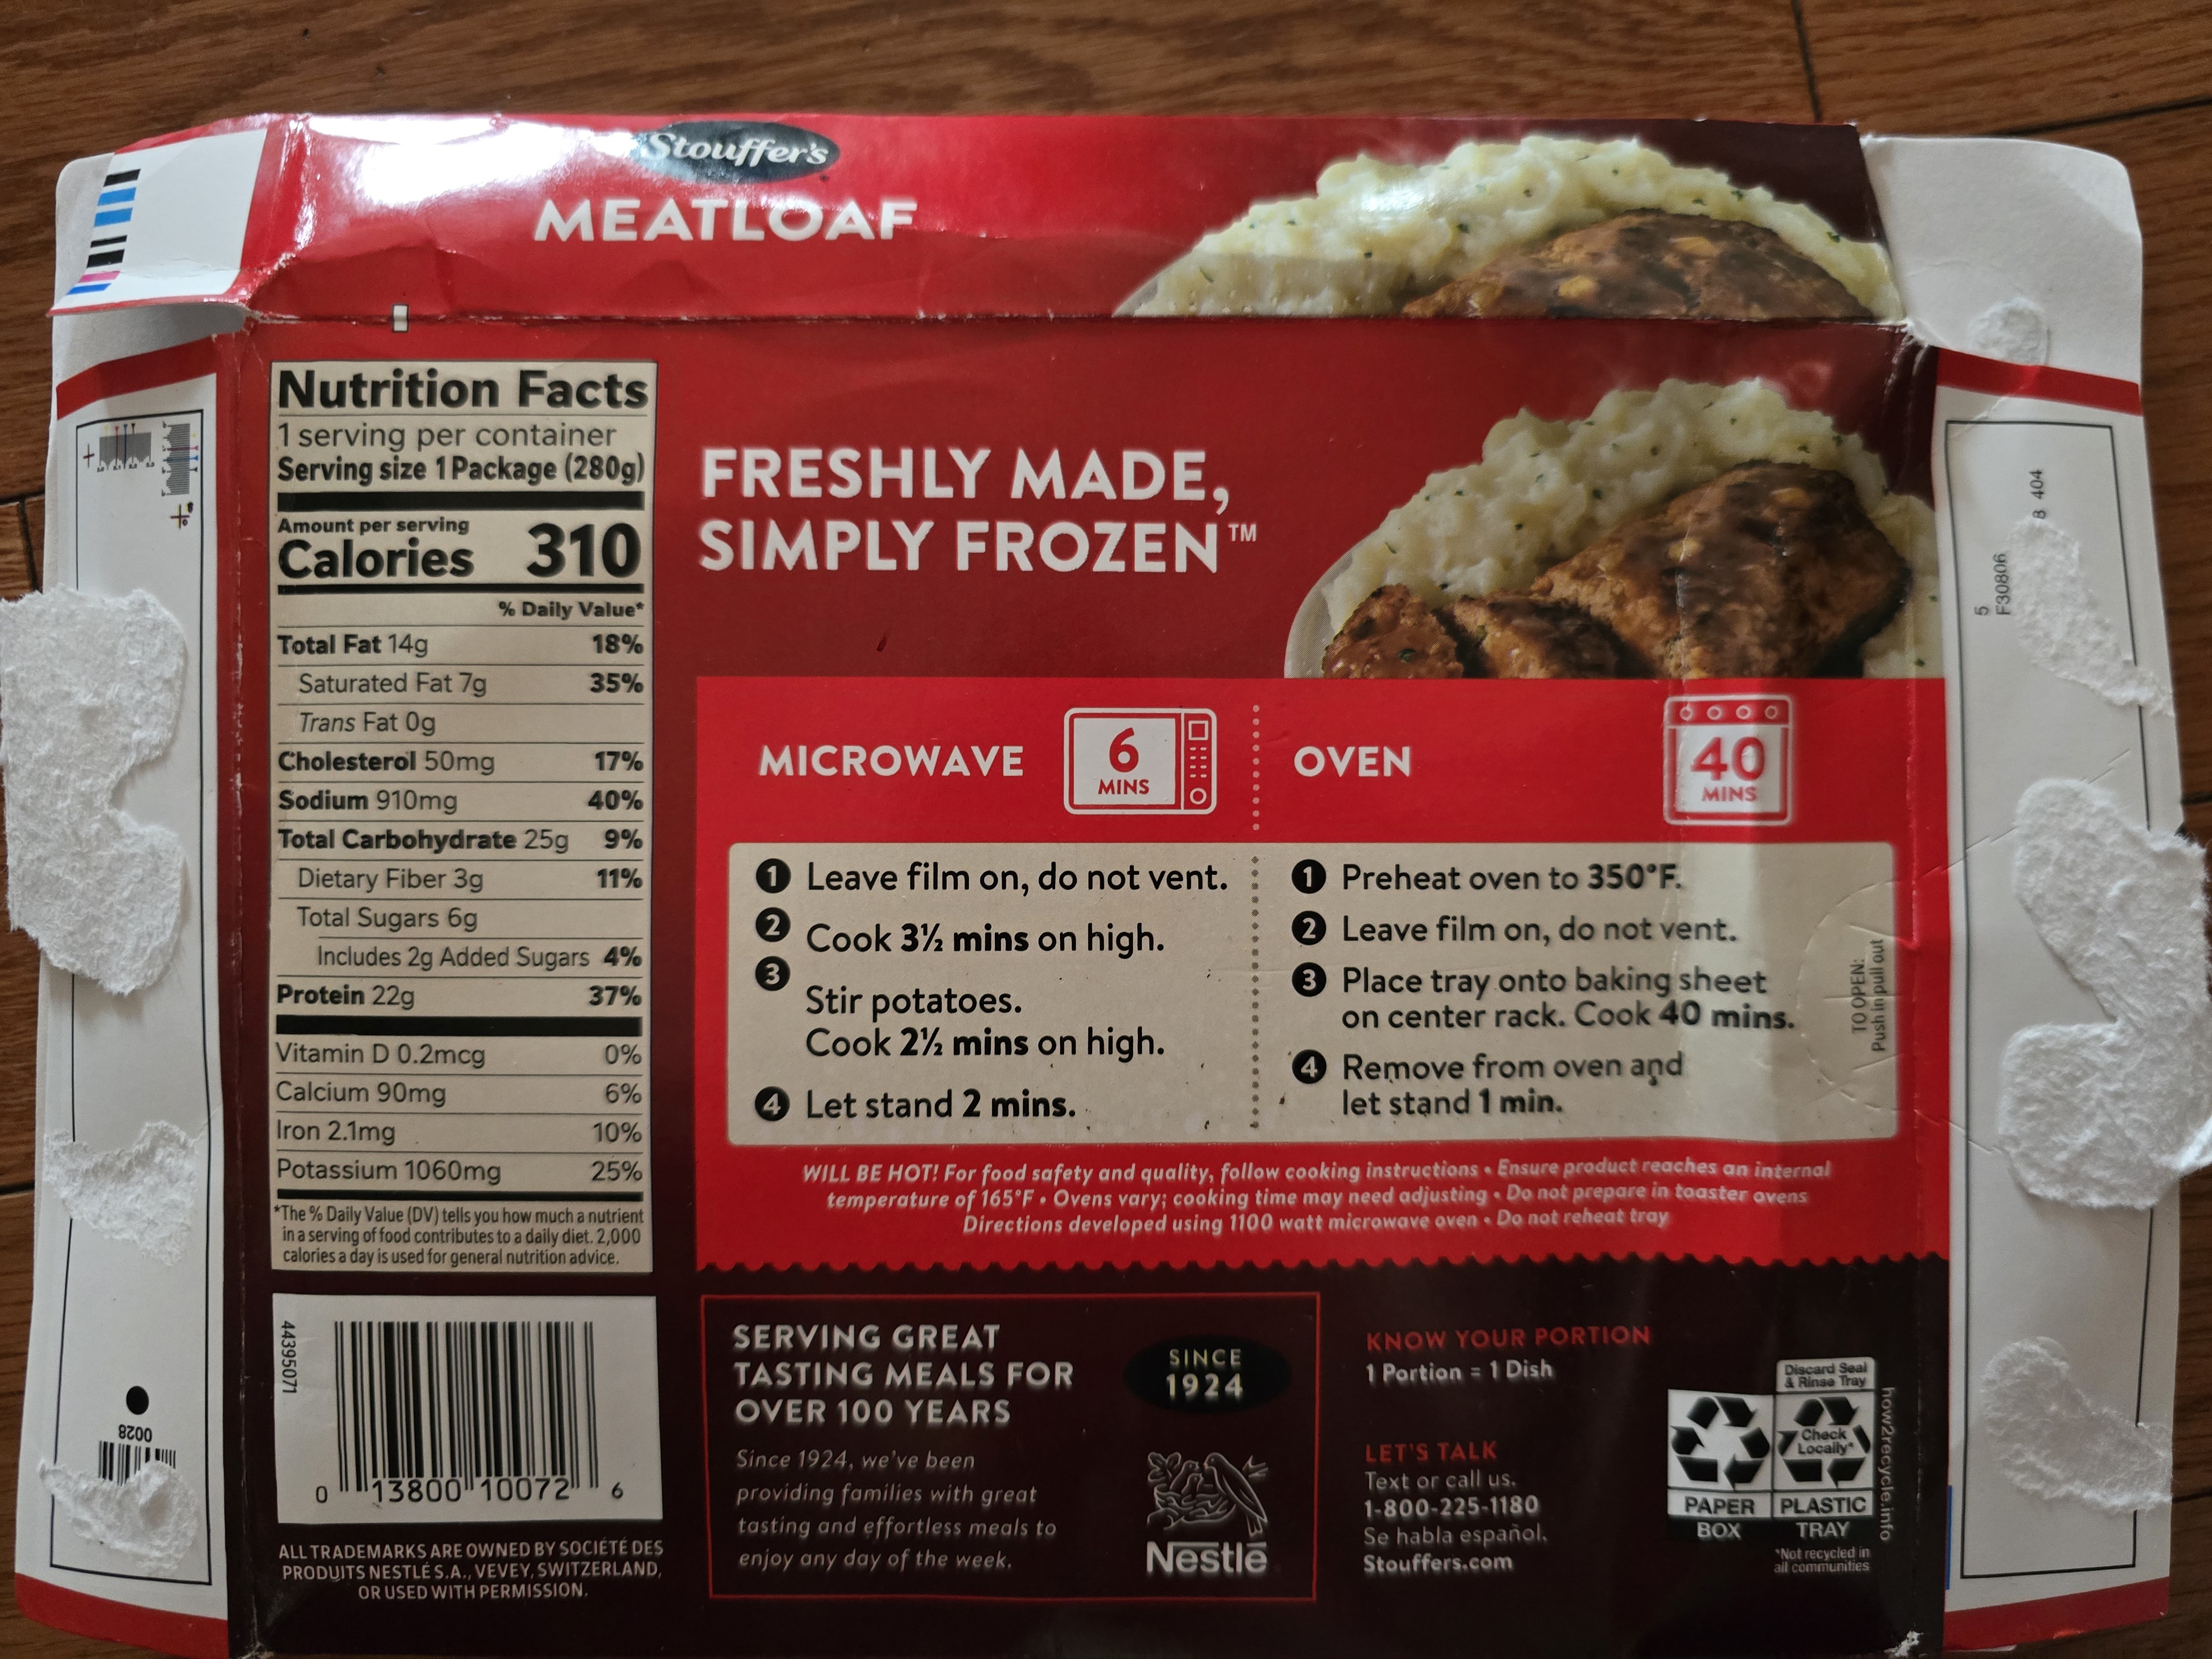 Stouffer's
MEATLOAF
Nutrition Facts
1 serving per container
Serving size 1 Package (280g)
Amount per serving
Calories 310
% Daily Value*
Total Fat 14g 18%
Saturated Fat 7g 35%
Trans Fat 0g
Cholesterol 50mg 17%
Sodium 910mg 40%
Total Carbohydrate 25g 9%
Dietary Fiber 3g 11%
Total Sugars 6g
Includes 2g Added Sugars 4%
Protein 22g 37%
Vitamin D 0.2mcg 0%
Calcium 90mg 6%
Iron 2.1mg 10%
Potassium 1060mg 25%
*The % Daily Value (DV) tells you how much a nutrient
in a serving of food contributes to a daily diet. 2,000
calories a day is used for general nutrition advice.
44395071
0 13800 10072 6
ALL TRADEMARKS ARE OWNED BY SOCIÉTÉ DES
PRODUITS NESTLÉ S.A., VEVEY, SWITZERLAND,
OR USED WITH PERMISSION.
FRESHLY MADE,
SIMPLY FROZEN™
MICROWAVE
6
MINS
1 Leave film on, do not vent.
2 Cook 3½ mins on high.
3 Stir potatoes.
Cook 2½ mins on high.
4 Let stand 2 mins.
OVEN
40
MINS
1 Preheat oven to 350°F.
2 Leave film on, do not vent.
3 Place tray onto baking sheet
on center rack. Cook 40 mins.
4 Remove from oven and
let stand 1 min.
TO OPEN:
Push in pull out
WILL BE HOT! For food safety and quality, follow cooking instructions • Ensure product reaches an internal
temperature of 165°F • Ovens vary; cooking time may need adjusting • Do not prepare in toaster ovens
Directions developed using 1100 watt microwave oven • Do not reheat tray
SERVING GREAT
TASTING MEALS FOR
OVER 100 YEARS
Since 1924, we've been
providing families with great
tasting and effortless meals to
enjoy any day of the week.
SINCE
1924
Nestlé
KNOW YOUR PORTION
1 Portion = 1 Dish
LET'S TALK
Text or call us.
1-800-225-1180
Se habla español.
Stouffers.com
Discard Seal
& Rinse Tray
Check
Locally*
PAPER
BOX
PLASTIC
TRAY
*Not recycled in
all communities
how2recycle.info
0028
8 404
5
F30806